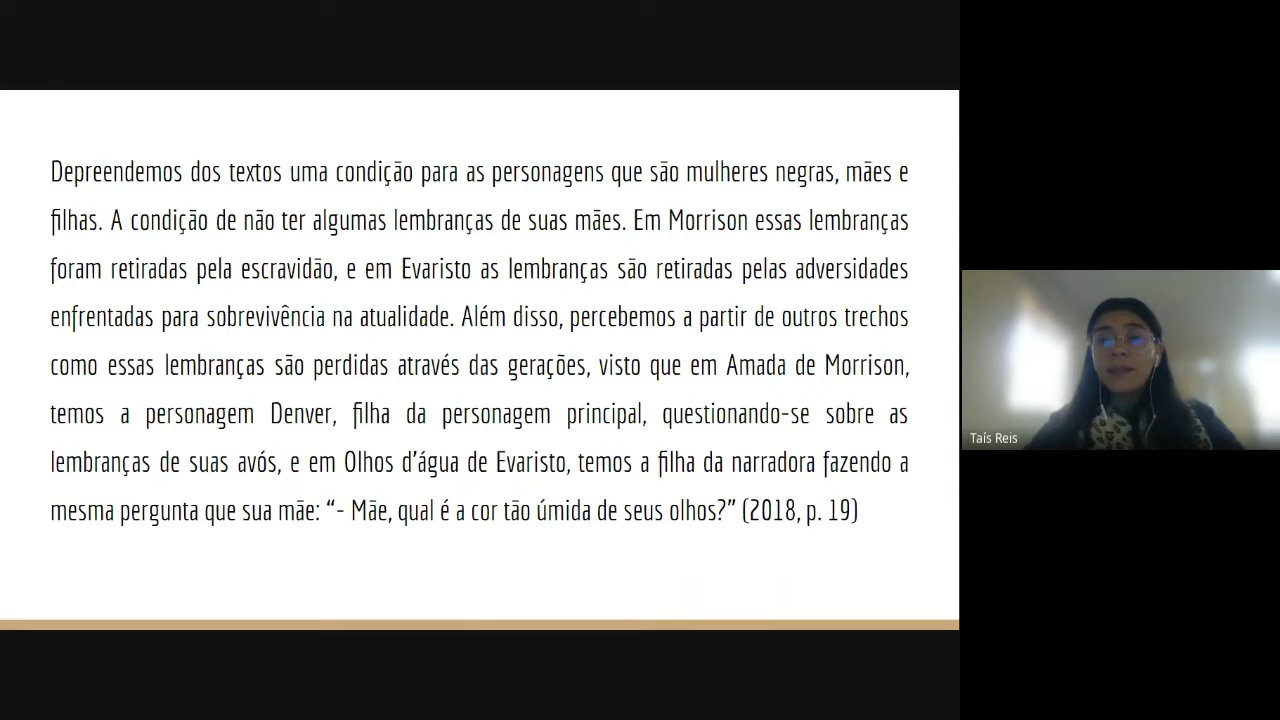 Depreendemos dos textos uma condição para as personagens que são mulheres negras, mães e
filhas. A condição de não ter algumas lembranças de suas mães. Em Morrison essas lembranças
foram retiradas pela escravidão, e em Evaristo as lembranças são retiradas pelas adversidades
enfrentadas para sobrevivência na atualidade. Além disso, percebemos a partir de outros trechos
como essas lembranças são perdidas através das gerações, visto que em Amada de Morrison,
temos a personagem Denver, filha da personagem principal, questionando-se sobre as
lembranças de suas avós, e em Olhos d’água de Evaristo, temos a filha da narradora fazendo a
mesma pergunta que sua mãe: “- Mãe, qual é a cor tão úmida de seus olhos?” (2018, p. 19)
Taís Reis